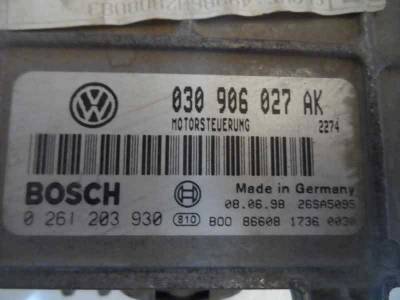 030 906 027 AK
MOTORSTEUERUNG 2274
BOSCH Made in Germany
08.06.98 26SA5095
0 261 203 930 810 B00 86608 1736 0030